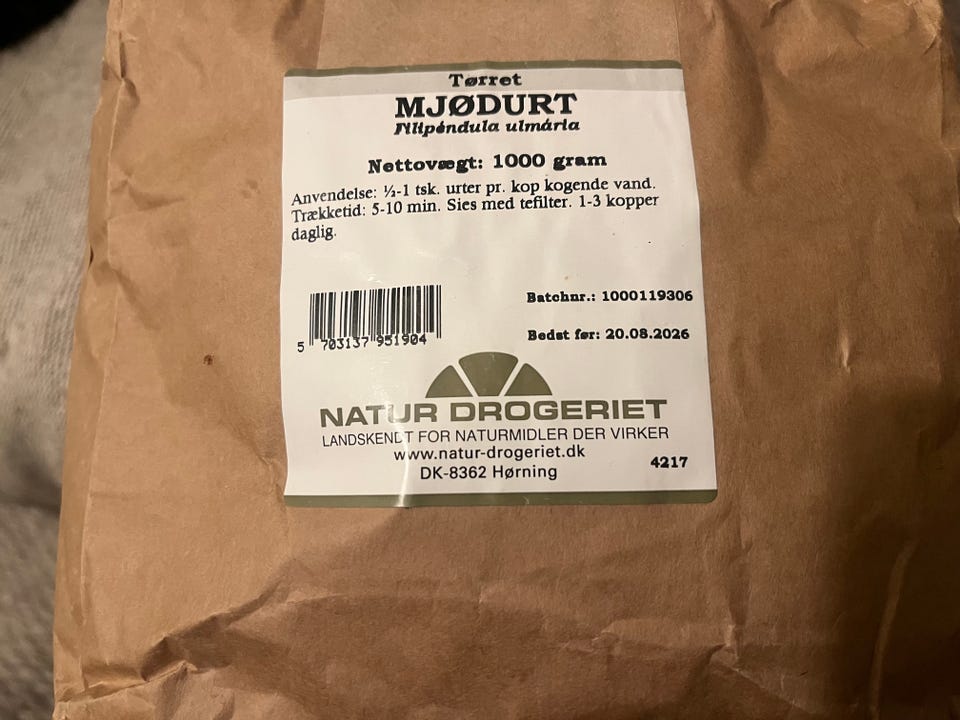 Tørret
MJØDURT
Filipéndula ulmária
Nettovægt: 1000 gram
Anvendelse: ½-1 tsk. urter pr. kop kogende vand.
Trækketid: 5-10 min. Sies med tefilter. 1-3 kopper
daglig.
Batchnr.: 1000119306
Bedst før: 20.08.2026
5 703137 951904
NATUR DROGERIET
LANDSKENDT FOR NATURMIDLER DER VIRKER
www.natur-drogeriet.dk
DK-8362 Hørning
4217